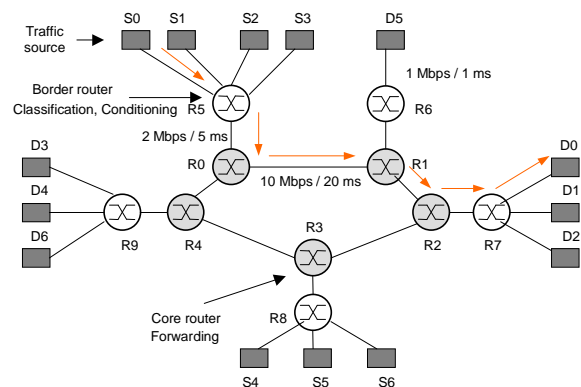 Traffic
source
S0 S1 S2 S3 D5
Border router
Classification, Conditioning
R5
1 Mbps / 1 ms
R6
2 Mbps / 5 ms
D3
R0
R1
D0
10 Mbps / 20 ms
D4
D1
D6
R9
R4
R3
R2
R7
D2
Core router
Forwarding
R8
S4 S5 S6